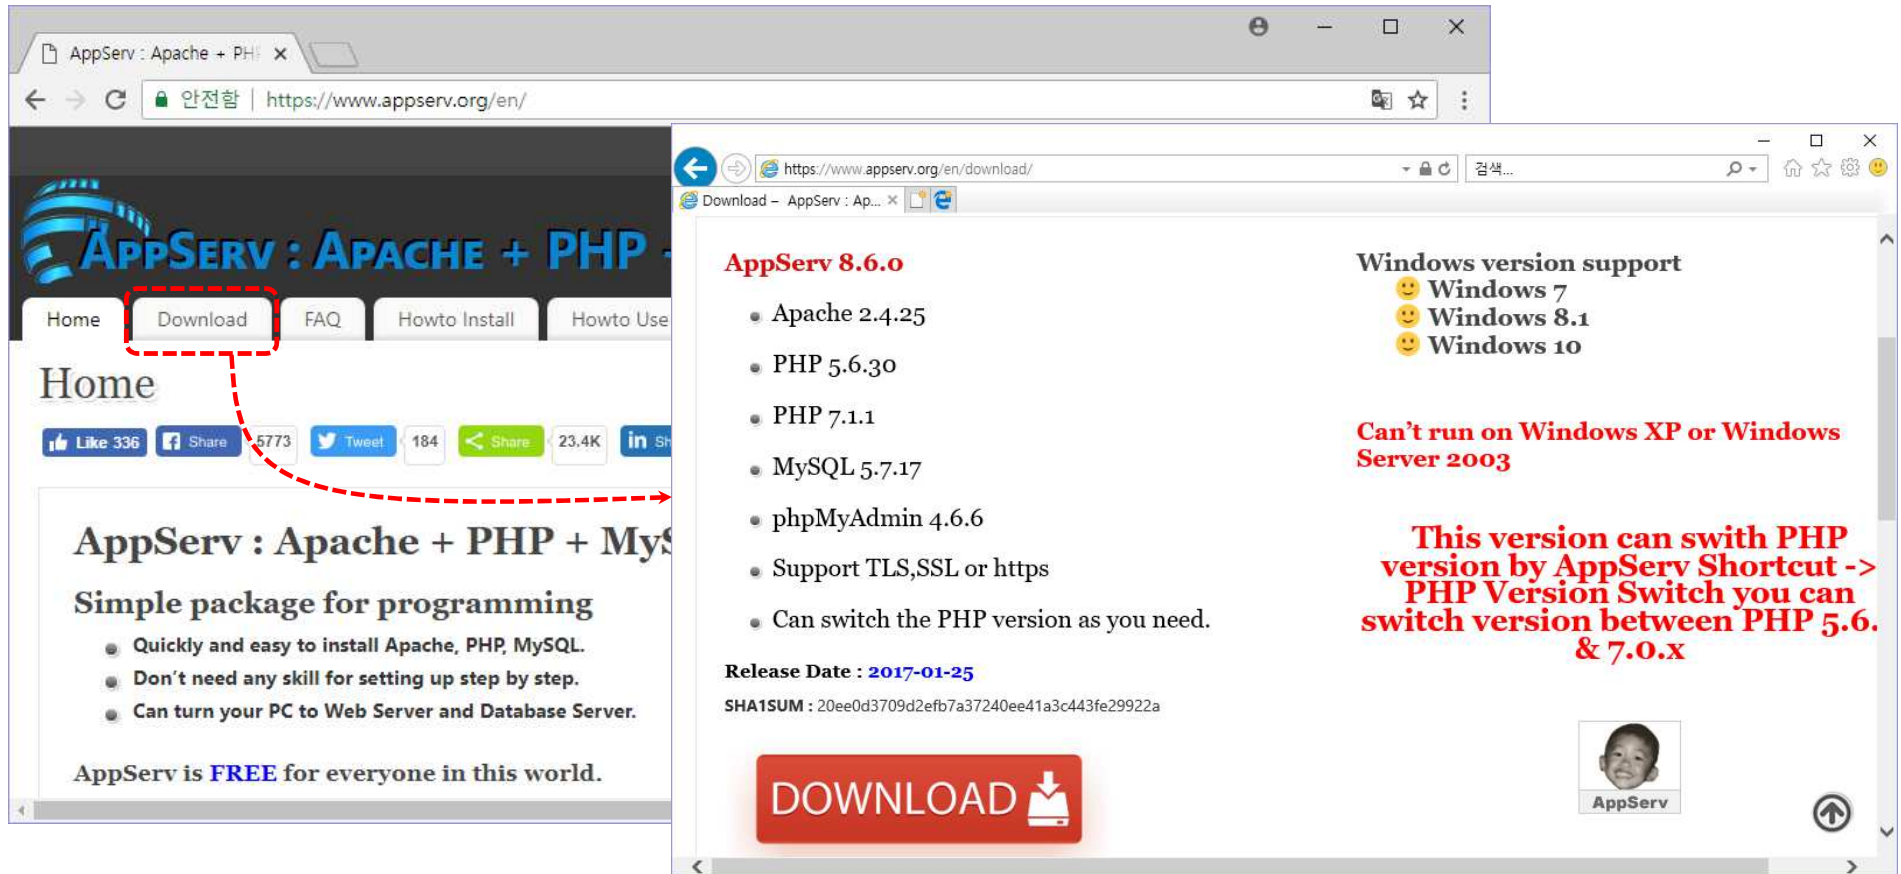 AppServ : Apache + PH
안전함 | https://www.appserv.org/en/
APPSERV : APACHE + PHP
Home
Download
FAQ
Howto Install
Howto Use
Home
Like 336
Share
5773
Tweet
184
Share
23.4K
in Sh
AppServ : Apache + PHP + MyS
Simple package for programming
Quickly and easy to install Apache, PHP, MySQL.
Don't need any skill for setting up step by step.
Can turn your PC to Web Server and Database Server.
AppServ is FREE for everyone in this world.
https://www.appserv.org/en/download/
검색...
Download – AppServ : Ap...
AppServ 8.6.0
Apache 2.4.25
PHP 5.6.30
PHP 7.1.1
MySQL 5.7.17
phpMyAdmin 4.6.6
Support TLS,SSL or https
Can switch the PHP version as you need.
Release Date : 2017-01-25
SHA1SUM : 20ee0d3709d2efb7a37240ee41a3c443fe29922a
DOWNLOAD
Windows version support
Windows 7
Windows 8.1
Windows 10
Can't run on Windows XP or Windows
Server 2003
This version can swith PHP
version by AppServ Shortcut ->
PHP Version Switch you can
switch version between PHP 5.6.
& 7.0.x
AppServ